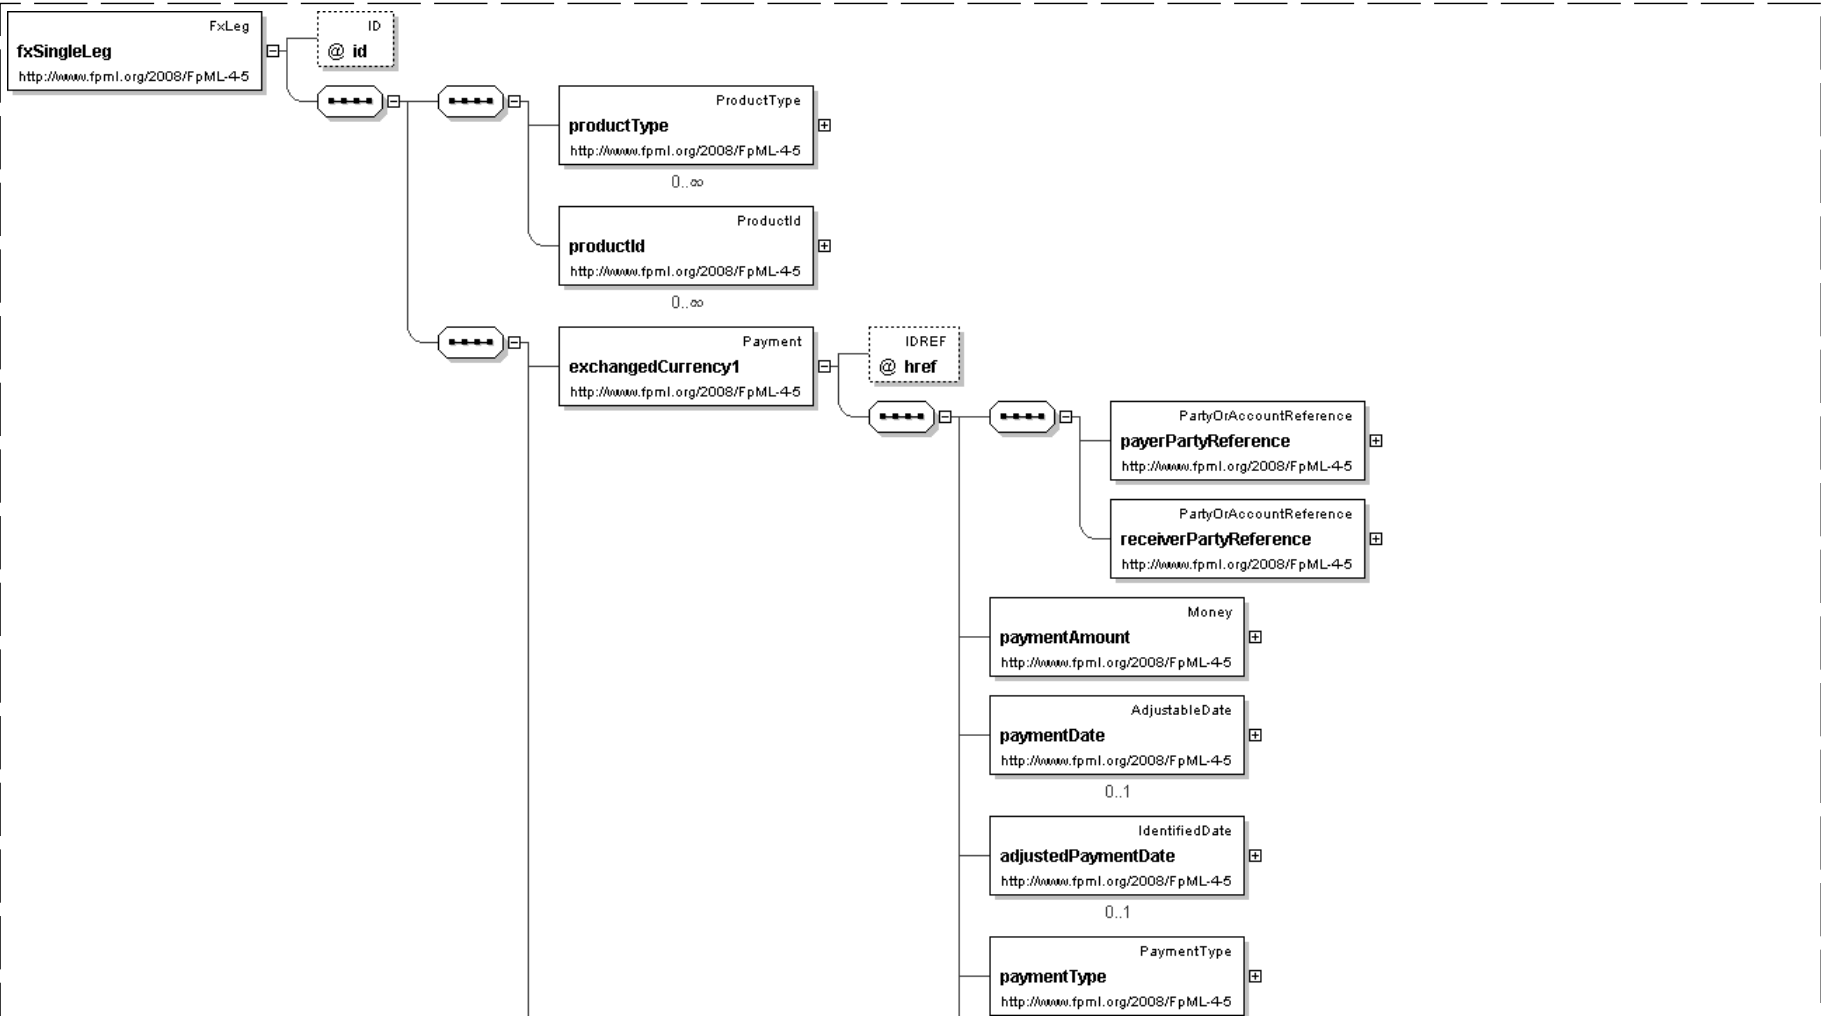 FxLeg
fxSingleLeg
http://www.fpml.org/2008/FpML-4-5
ID
@ id
ProductType
productType
http://www.fpml.org/2008/FpML-4-5
0..∞
ProductId
productId
http://www.fpml.org/2008/FpML-4-5
0..∞
Payment
exchangedCurrency1
http://www.fpml.org/2008/FpML-4-5
IDREF
@ href
PartyOrAccountReference
payerPartyReference
http://www.fpml.org/2008/FpML-4-5
PartyOrAccountReference
receiverPartyReference
http://www.fpml.org/2008/FpML-4-5
Money
paymentAmount
http://www.fpml.org/2008/FpML-4-5
AdjustableDate
paymentDate
http://www.fpml.org/2008/FpML-4-5
0..1
IdentifiedDate
adjustedPaymentDate
http://www.fpml.org/2008/FpML-4-5
0..1
PaymentType
paymentType
http://www.fpml.org/2008/FpML-4-5